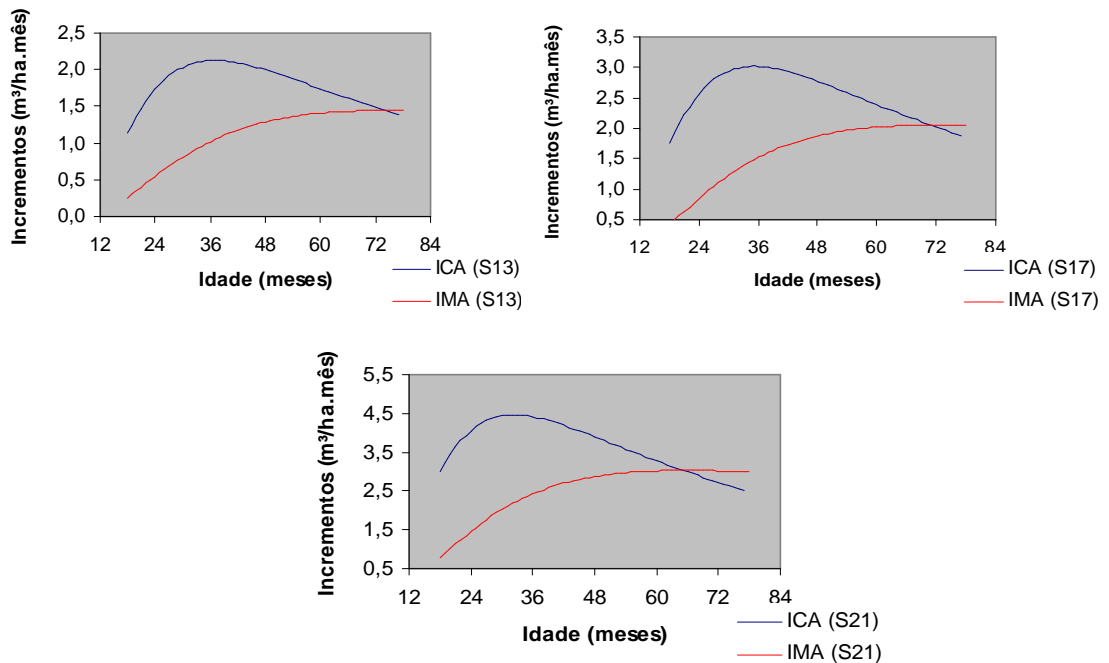 Incrementos (m³/ha.mês)
2,5
2,0
1,5
1,0
0,5
0,0
12 24 36 48 60 72 84
Idade (meses)
ICA (S13)
IMA (S13)
Incrementos (m³/ha.mês)
3,5
3,0
2,5
2,0
1,5
1,0
0,5
12 24 36 48 60 72 84
Idade (meses)
ICA (S17)
IMA (S17)
Incrementos (m³/ha.mês)
5,5
4,5
3,5
2,5
1,5
0,5
12 24 36 48 60 72 84
Idade (meses)
ICA (S21)
IMA (S21)